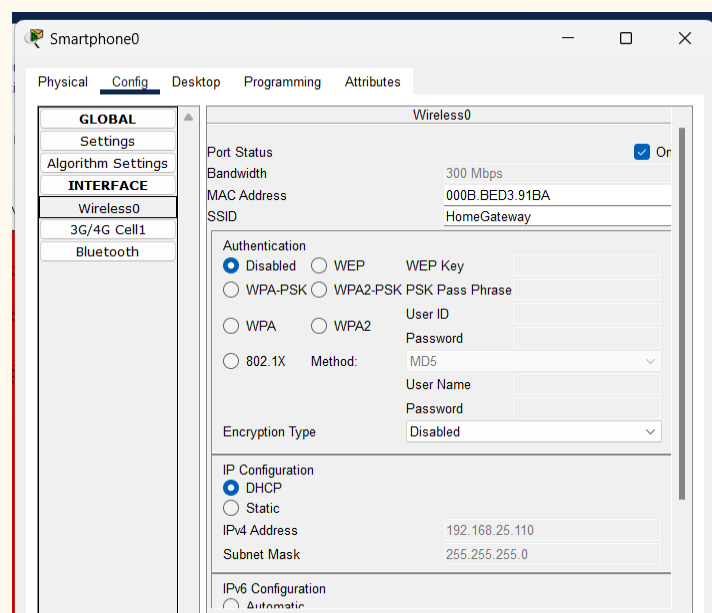 Smartphone0
Physical Config Desktop Programming Attributes
GLOBAL
Settings
Algorithm Settings
INTERFACE
Wireless0
3G/4G Cell1
Bluetooth
Wireless0
Port Status On
Bandwidth 300 Mbps
MAC Address 000B.BED3.91BA
SSID HomeGateway
Authentication
Disabled WEP WEP Key
WPA-PSK WPA2-PSK PSK Pass Phrase
User ID
WPA WPA2
Password
802.1X Method: MD5
User Name
Password
Encryption Type Disabled
IP Configuration
DHCP
Static
IPv4 Address 192.168.25.110
Subnet Mask 255.255.255.0
IPv6 Configuration
Automatic